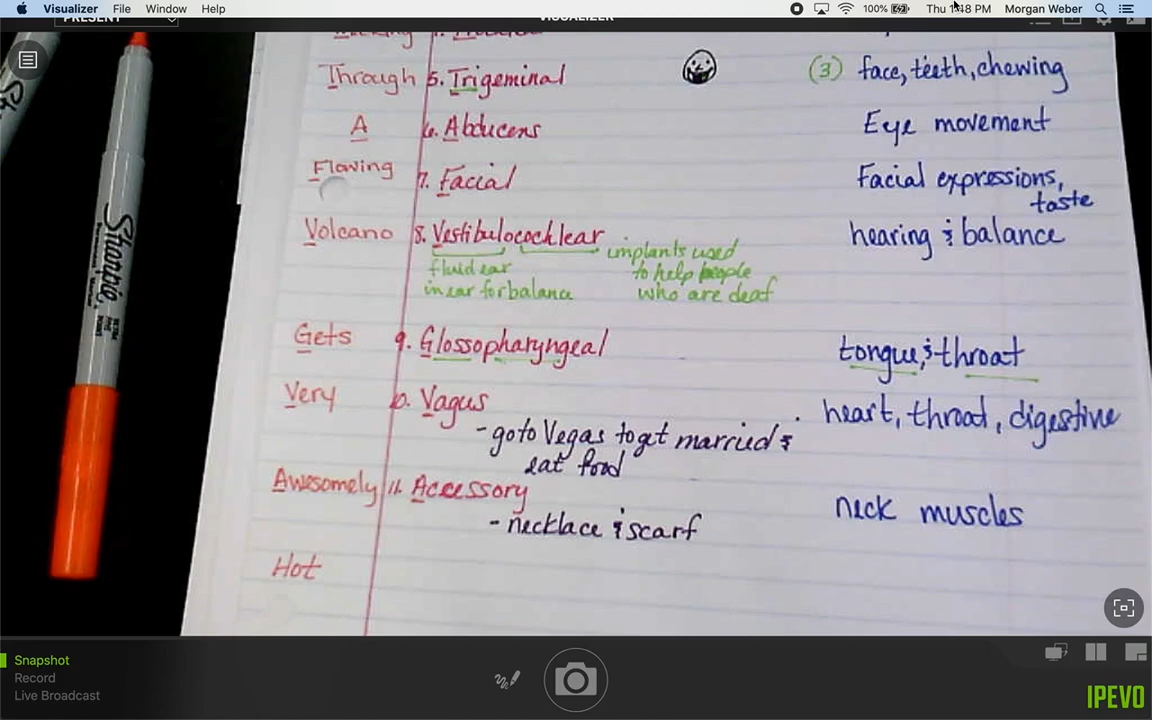 Visualizer File Window Help 100% Thu 1:48 PM Morgan Weber
PRESENT VISUALIZER
Through 5. Trigeminal (3) face, teeth, chewing
A 6. Abducens Eye movement
Flowing 7. Facial Facial expressions,
taste
Volcano 8. Vestibulocochlear hearing & balance
implants used
fluid ear to help people
in ear for balance who are deaf
Gets 9. Glossopharyngeal tongue, & throat
Very 10. Vagus heart, throat, digestive
- go to Vegas to get married &
eat food
Awesomely 11. Accessory neck muscles
- necklace & scarf
Hot
Sharpie
Snapshot
Record
Live Broadcast
IPEVO